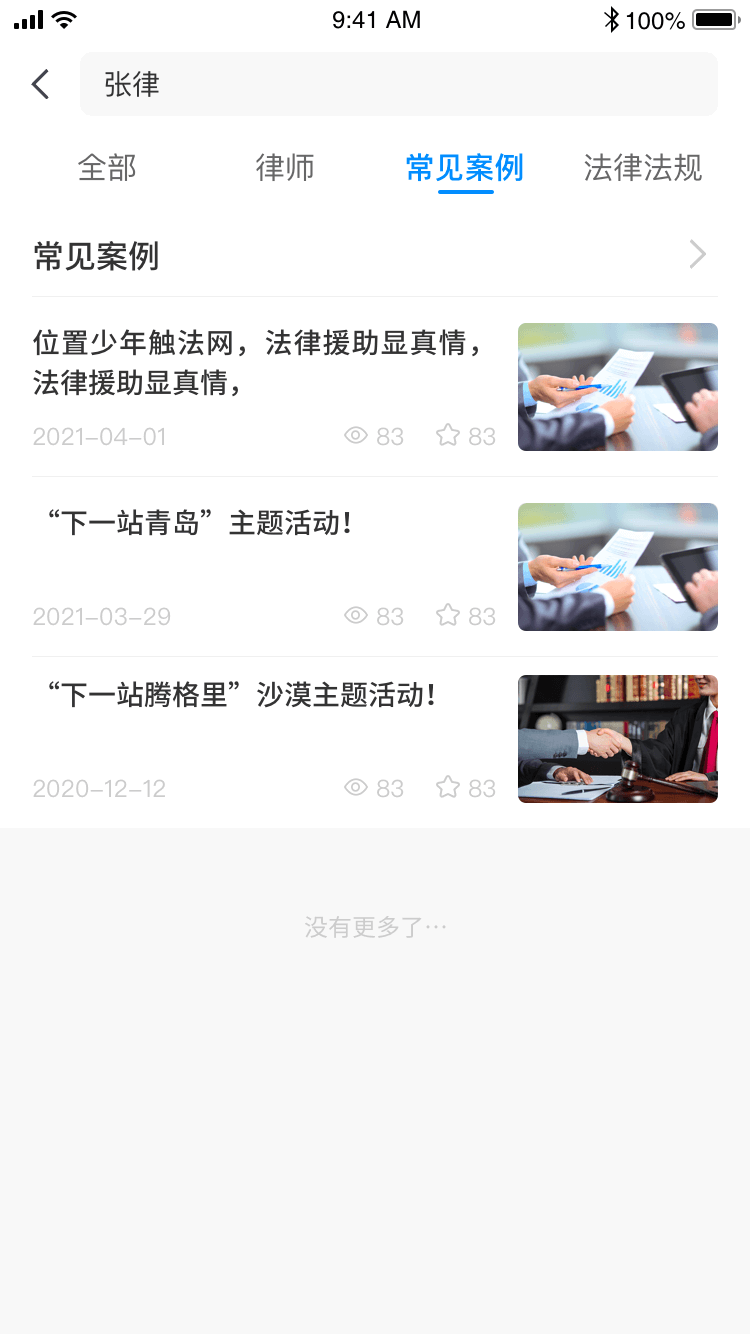 9:41 AM
100%
张律
全部
律师
常见案例
法律法规
常见案例
位置少年触法网，法律援助显真情，
法律援助显真情，
2021-04-01
83
83
“下一站青岛”主题活动！
2021-03-29
83
83
“下一站腾格里”沙漠主题活动！
2020-12-12
83
83
没有更多了…